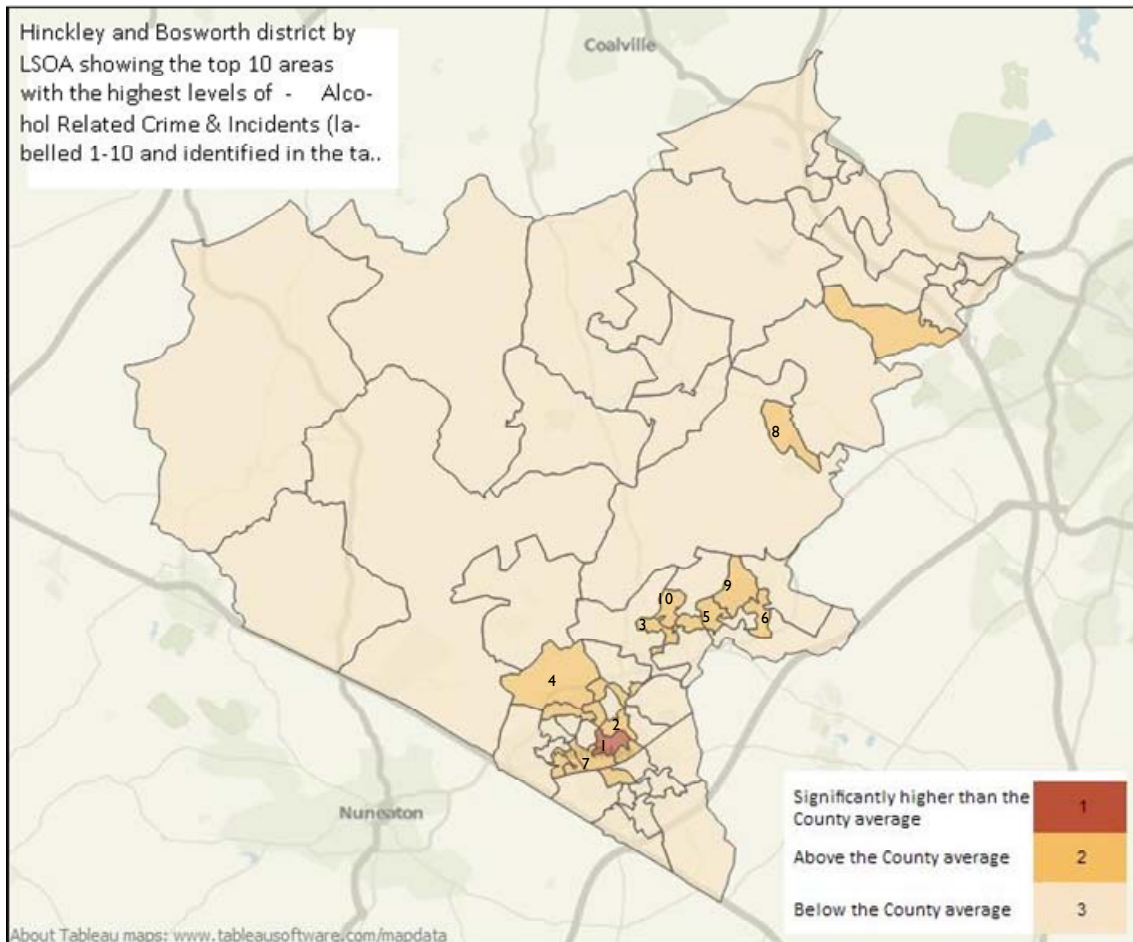 Hinckley and Bosworth district by
LSOA showing the top 10 areas
with the highest levels of - Alco-
hol Related Crime & Incidents (la-
belled 1-10 and identified in the ta..
Coalville
8
9
10
5
6
3
4
2
1
7
Nuneaton
Significantly higher than the
County average
1
Above the County average
2
Below the County average
3
About Tableau maps: www.tableausoftware.com/mapdata